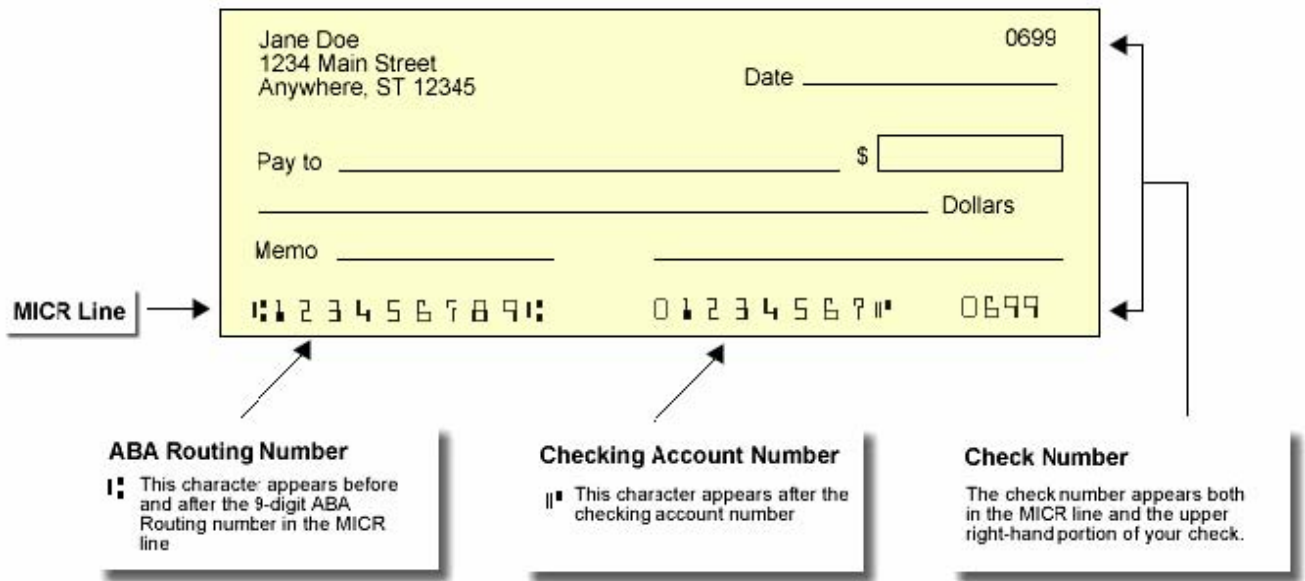 Jane Doe
0699
1234 Main Street
Anywhere, ST 12345
Date
Pay to
$
Dollars
Memo
MICR Line
⑆123456789⑆ 01234567⑈ 0699
ABA Routing Number
⑆ This character appears before
and after the 9-digit ABA
Routing number in the MICR
line
Checking Account Number
⑈ This character appears after the
checking account number
Check Number
The check number appears both
in the MICR line and the upper
right-hand portion of your check.